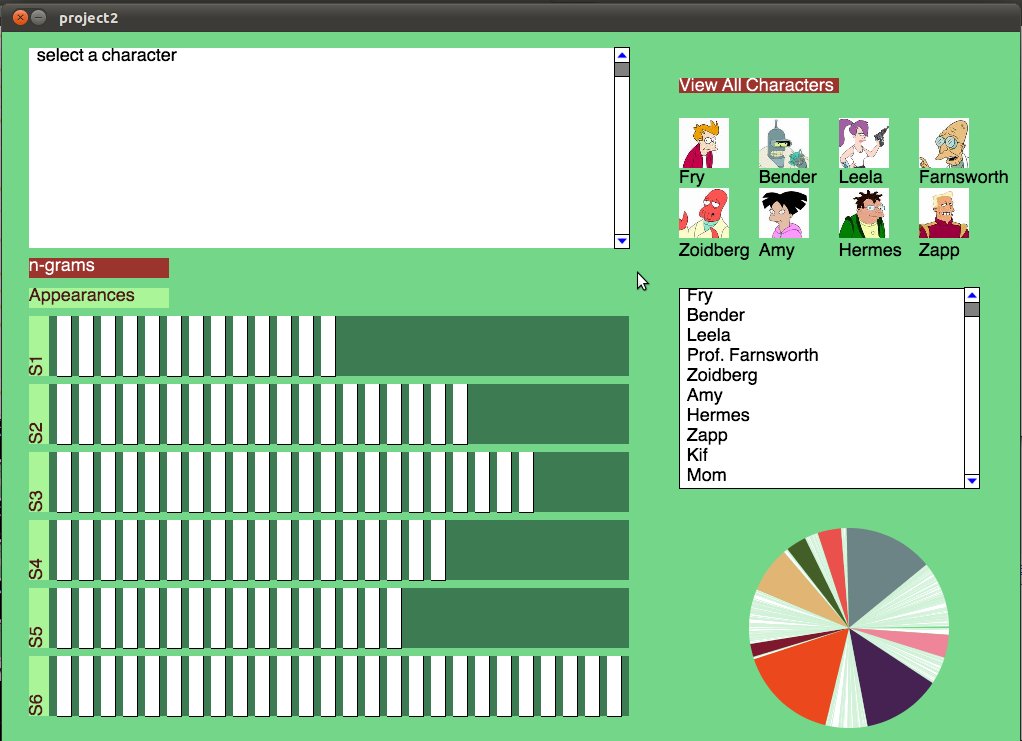 project2
select a character
View All Characters
Fry Bender Leela Farnsworth
Zoidberg Amy Hermes Zapp
n-grams
Appearances
S1
S2
S3
S4
S5
S6
Fry
Bender
Leela
Prof. Farnsworth
Zoidberg
Amy
Hermes
Zapp
Kif
Mom